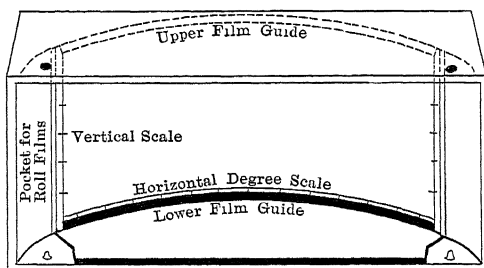 Upper Film Guide
Pocket for
Roll Films
Vertical Scale
Horizontal Degree Scale
Lower Film Guide